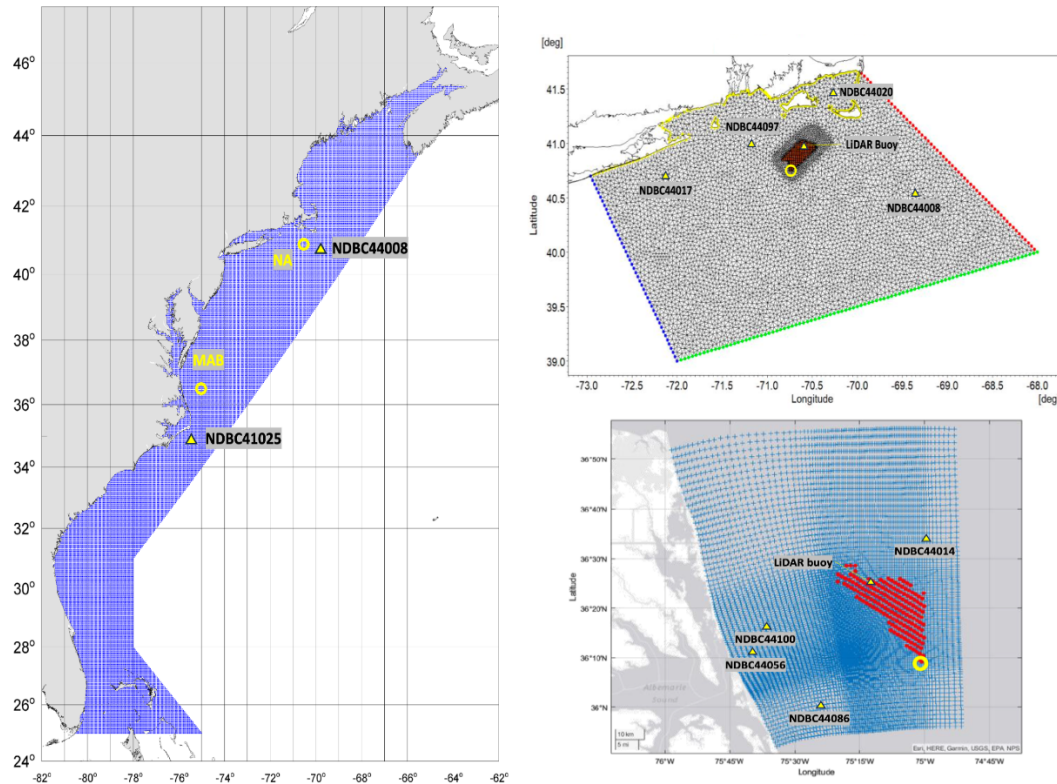 46°
44°
42°
40°
38°
36°
34°
32°
30°
28°
26°
24°
-82
-80
-78
-76
-74
-72
-70
-68
-66
-64
-62
NDBC44008
NA
MAB
NDBC41025
[deg]
Latitude
41.5
41.0
40.5
40.0
39.5
39.0
NDBC44020
NDBC44097
LiDAR Buoy
NDBC44017
NDBC44008
-73.0 -72.5 -72.0 -71.5 -71.0 -70.5 -70.0 -69.5 -69.0 -68.5 -68.0
Longitude
[deg]
Latitude
36°50'N
36°30'N
36°20'N
36°10'N
36°N
NDBC44014
LiDAR buoy
NDBC44100
NDBC44056
NDBC44086
Albemarle
Sound
10 km
5 mi
Esri, HERE, Garmin, USGS, EPA, NPS
76°W 75°45'W 75°30'W 75°15'W 75°W 74°45'W
Longitude